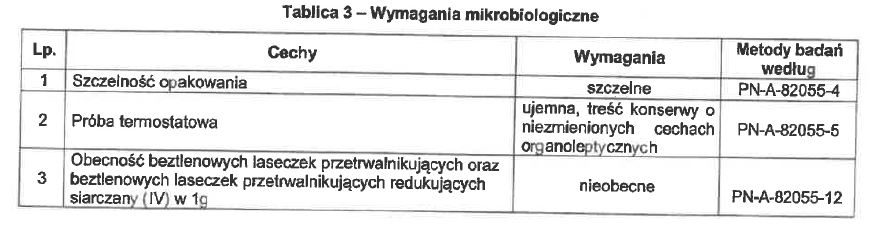 Tablica 3 – Wymagania mikrobiologiczne
Lp. Cechy Wymagania Metody badań
według
1 Szczelność opakowania szczelne PN-A-82055-4
2 Próba termostatowa ujemna, treść konserwy o
niezmienionych cechach
organoleptycznych PN-A-82055-5
3 Obecność beztlenowych laseczek przetrwalnikujących oraz
beztlenowych laseczek przetrwalnikujących redukujących
siarczany (IV) w 1g nieobecne PN-A-82055-12